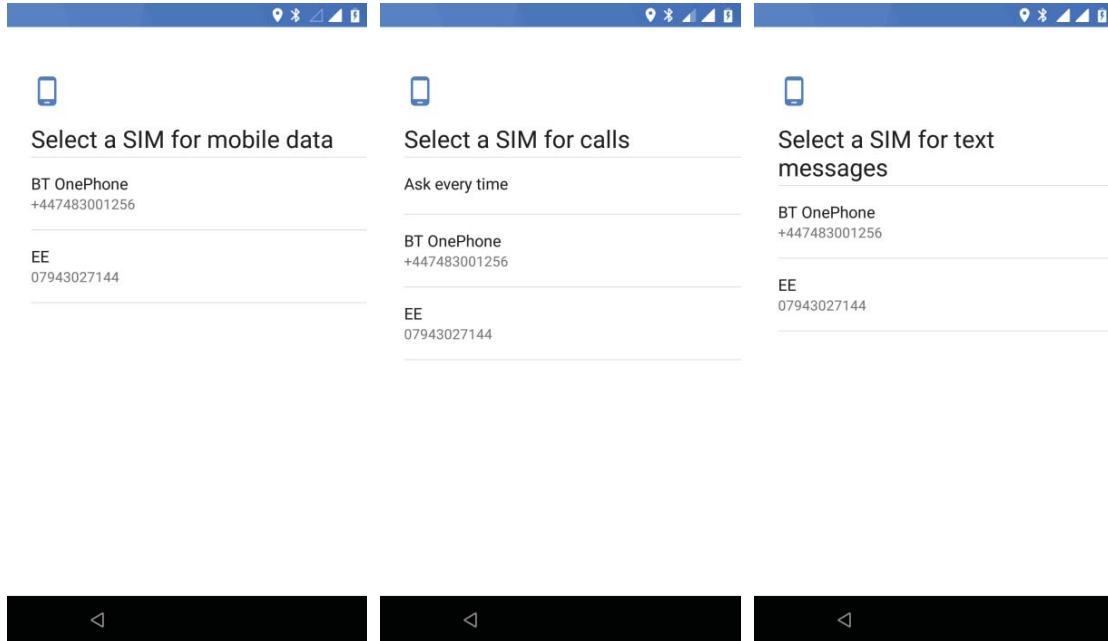 Select a SIM for mobile data
BT OnePhone
+447483001256
EE
07943027144
Select a SIM for calls
Ask every time
BT OnePhone
+447483001256
EE
07943027144
Select a SIM for text
messages
BT OnePhone
+447483001256
EE
07943027144